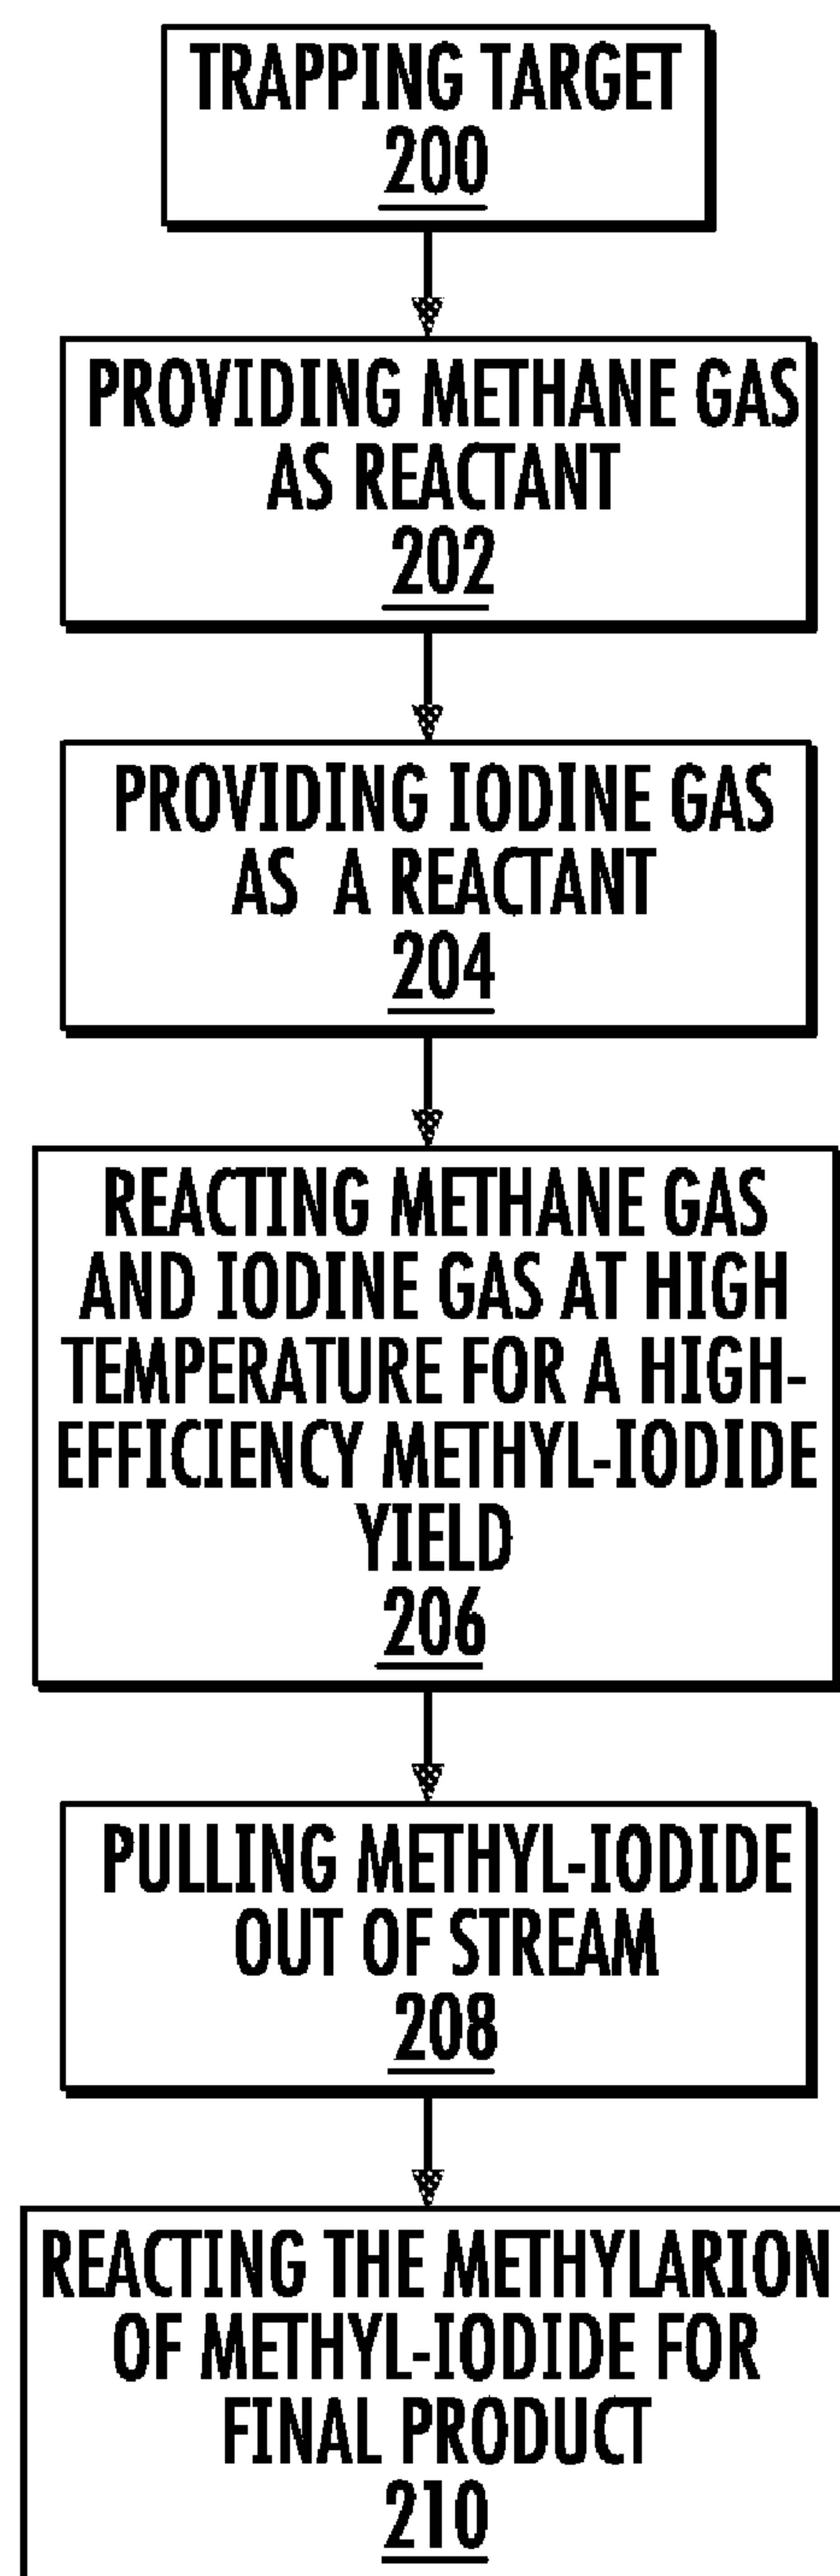 TRAPPING TARGET
200
PROVIDING METHANE GAS
AS REACTANT
202
PROVIDING IODINE GAS
AS A REACTANT
204
REACTING METHANE GAS
AND IODINE GAS AT HIGH
TEMPERATURE FOR A HIGH-
EFFICIENCY METHYL-IODIDE
YIELD
206
PULLING METHYL-IODIDE
OUT OF STREAM
208
REACTING THE METHYLARION
OF METHYL-IODIDE FOR
FINAL PRODUCT
210